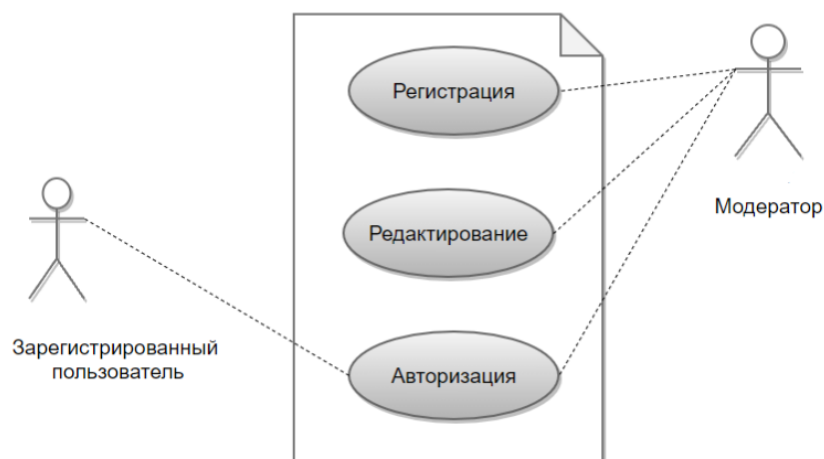 Регистрация
Модератор
Редактирование
Зарегистрированный
пользователь
Авторизация